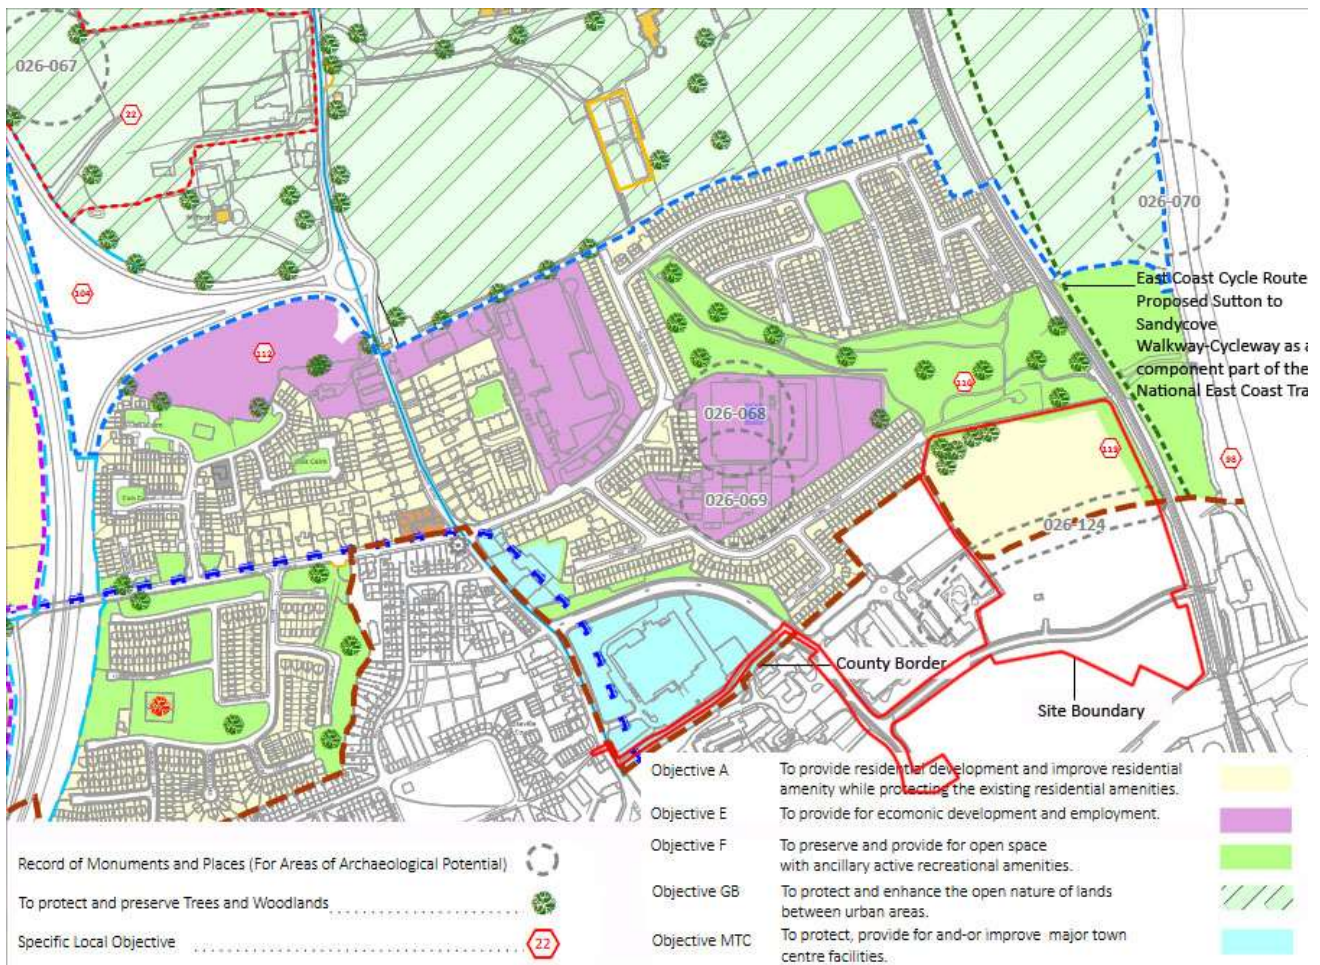 026-067
22
104
112
026-070
East Coast Cycle Route
Proposed Sutton to
Sandycove
Walkway-Cycleway as a
component part of the
National East Coast Tra
026-068
110
026-069
98
026-124
County Border
Site Boundary
Objective A To provide residential development and improve residential
amenity while protecting the existing residential amenities.
Objective E To provide for ecomonic development and employment.
Objective F To preserve and provide for open space
with ancillary active recreational amenities.
Objective GB To protect and enhance the open nature of lands
between urban areas.
Objective MTC To protect, provide for and-or improve major town
centre facilities.
Record of Monuments and Places (For Areas of Archaeological Potential)
To protect and preserve Trees and Woodlands
Specific Local Objective 22